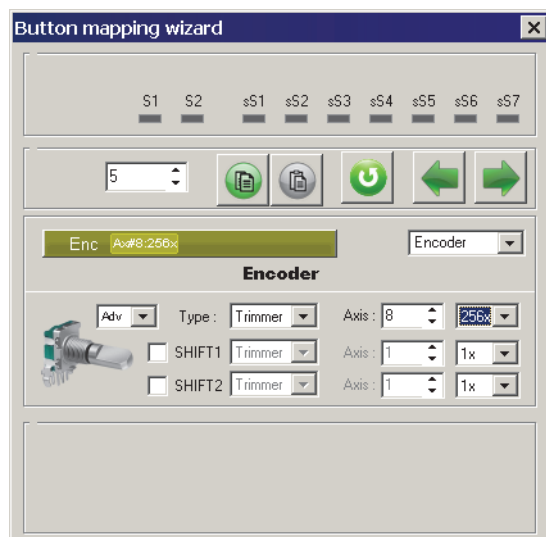 Button mapping wizard
S1 S2 sS1 sS2 sS3 sS4 sS5 sS6 sS7
5
Enc Ax#8:256x Encoder
Encoder
Adv Type : Trimmer Axis : 8 256x
SHIFT1 Trimmer Axis : 1 1x
SHIFT2 Trimmer Axis : 1 1x